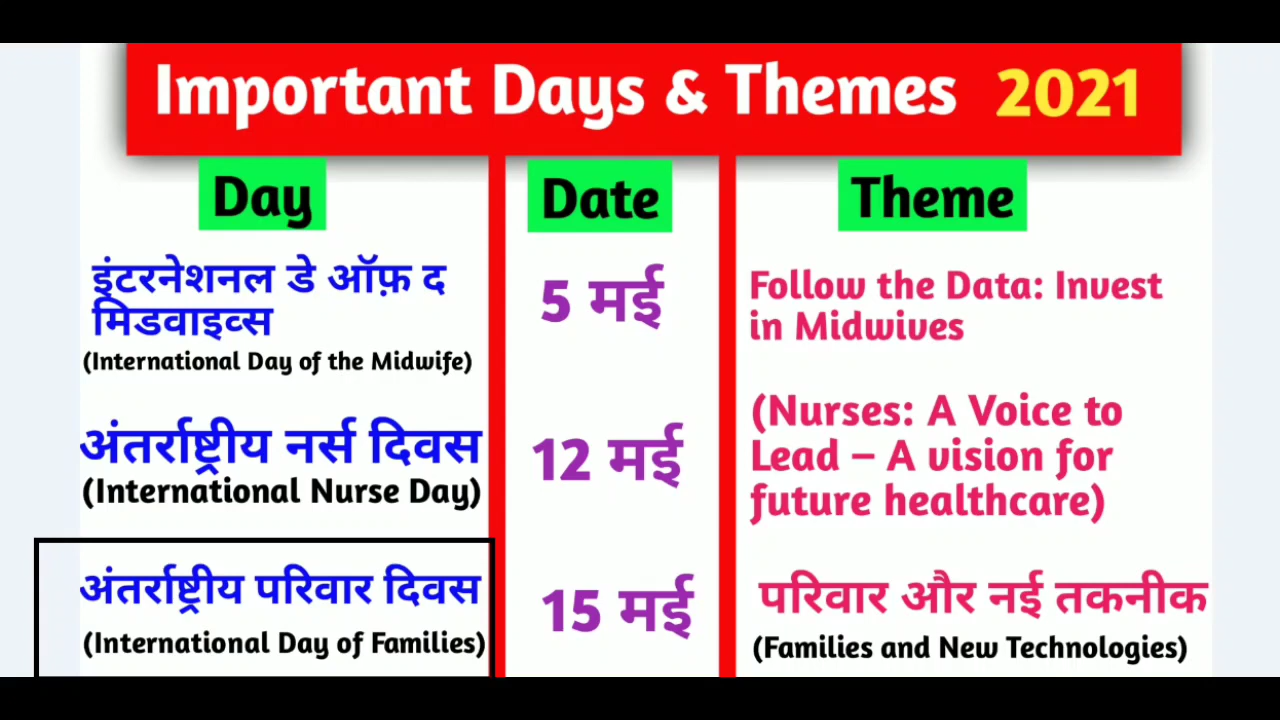 Important Days & Themes 2021
Day Date Theme
इंटरनेशनल डे ऑफ़ द
मिडवाइव्स
(International Day of the Midwife)
5 मई
Follow the Data: Invest
in Midwives
अंतर्राष्ट्रीय नर्स दिवस
(International Nurse Day)
12 मई
(Nurses: A Voice to
Lead – A vision for
future healthcare)
अंतर्राष्ट्रीय परिवार दिवस
(International Day of Families)
15 मई
परिवार और नई तकनीक
(Families and New Technologies)